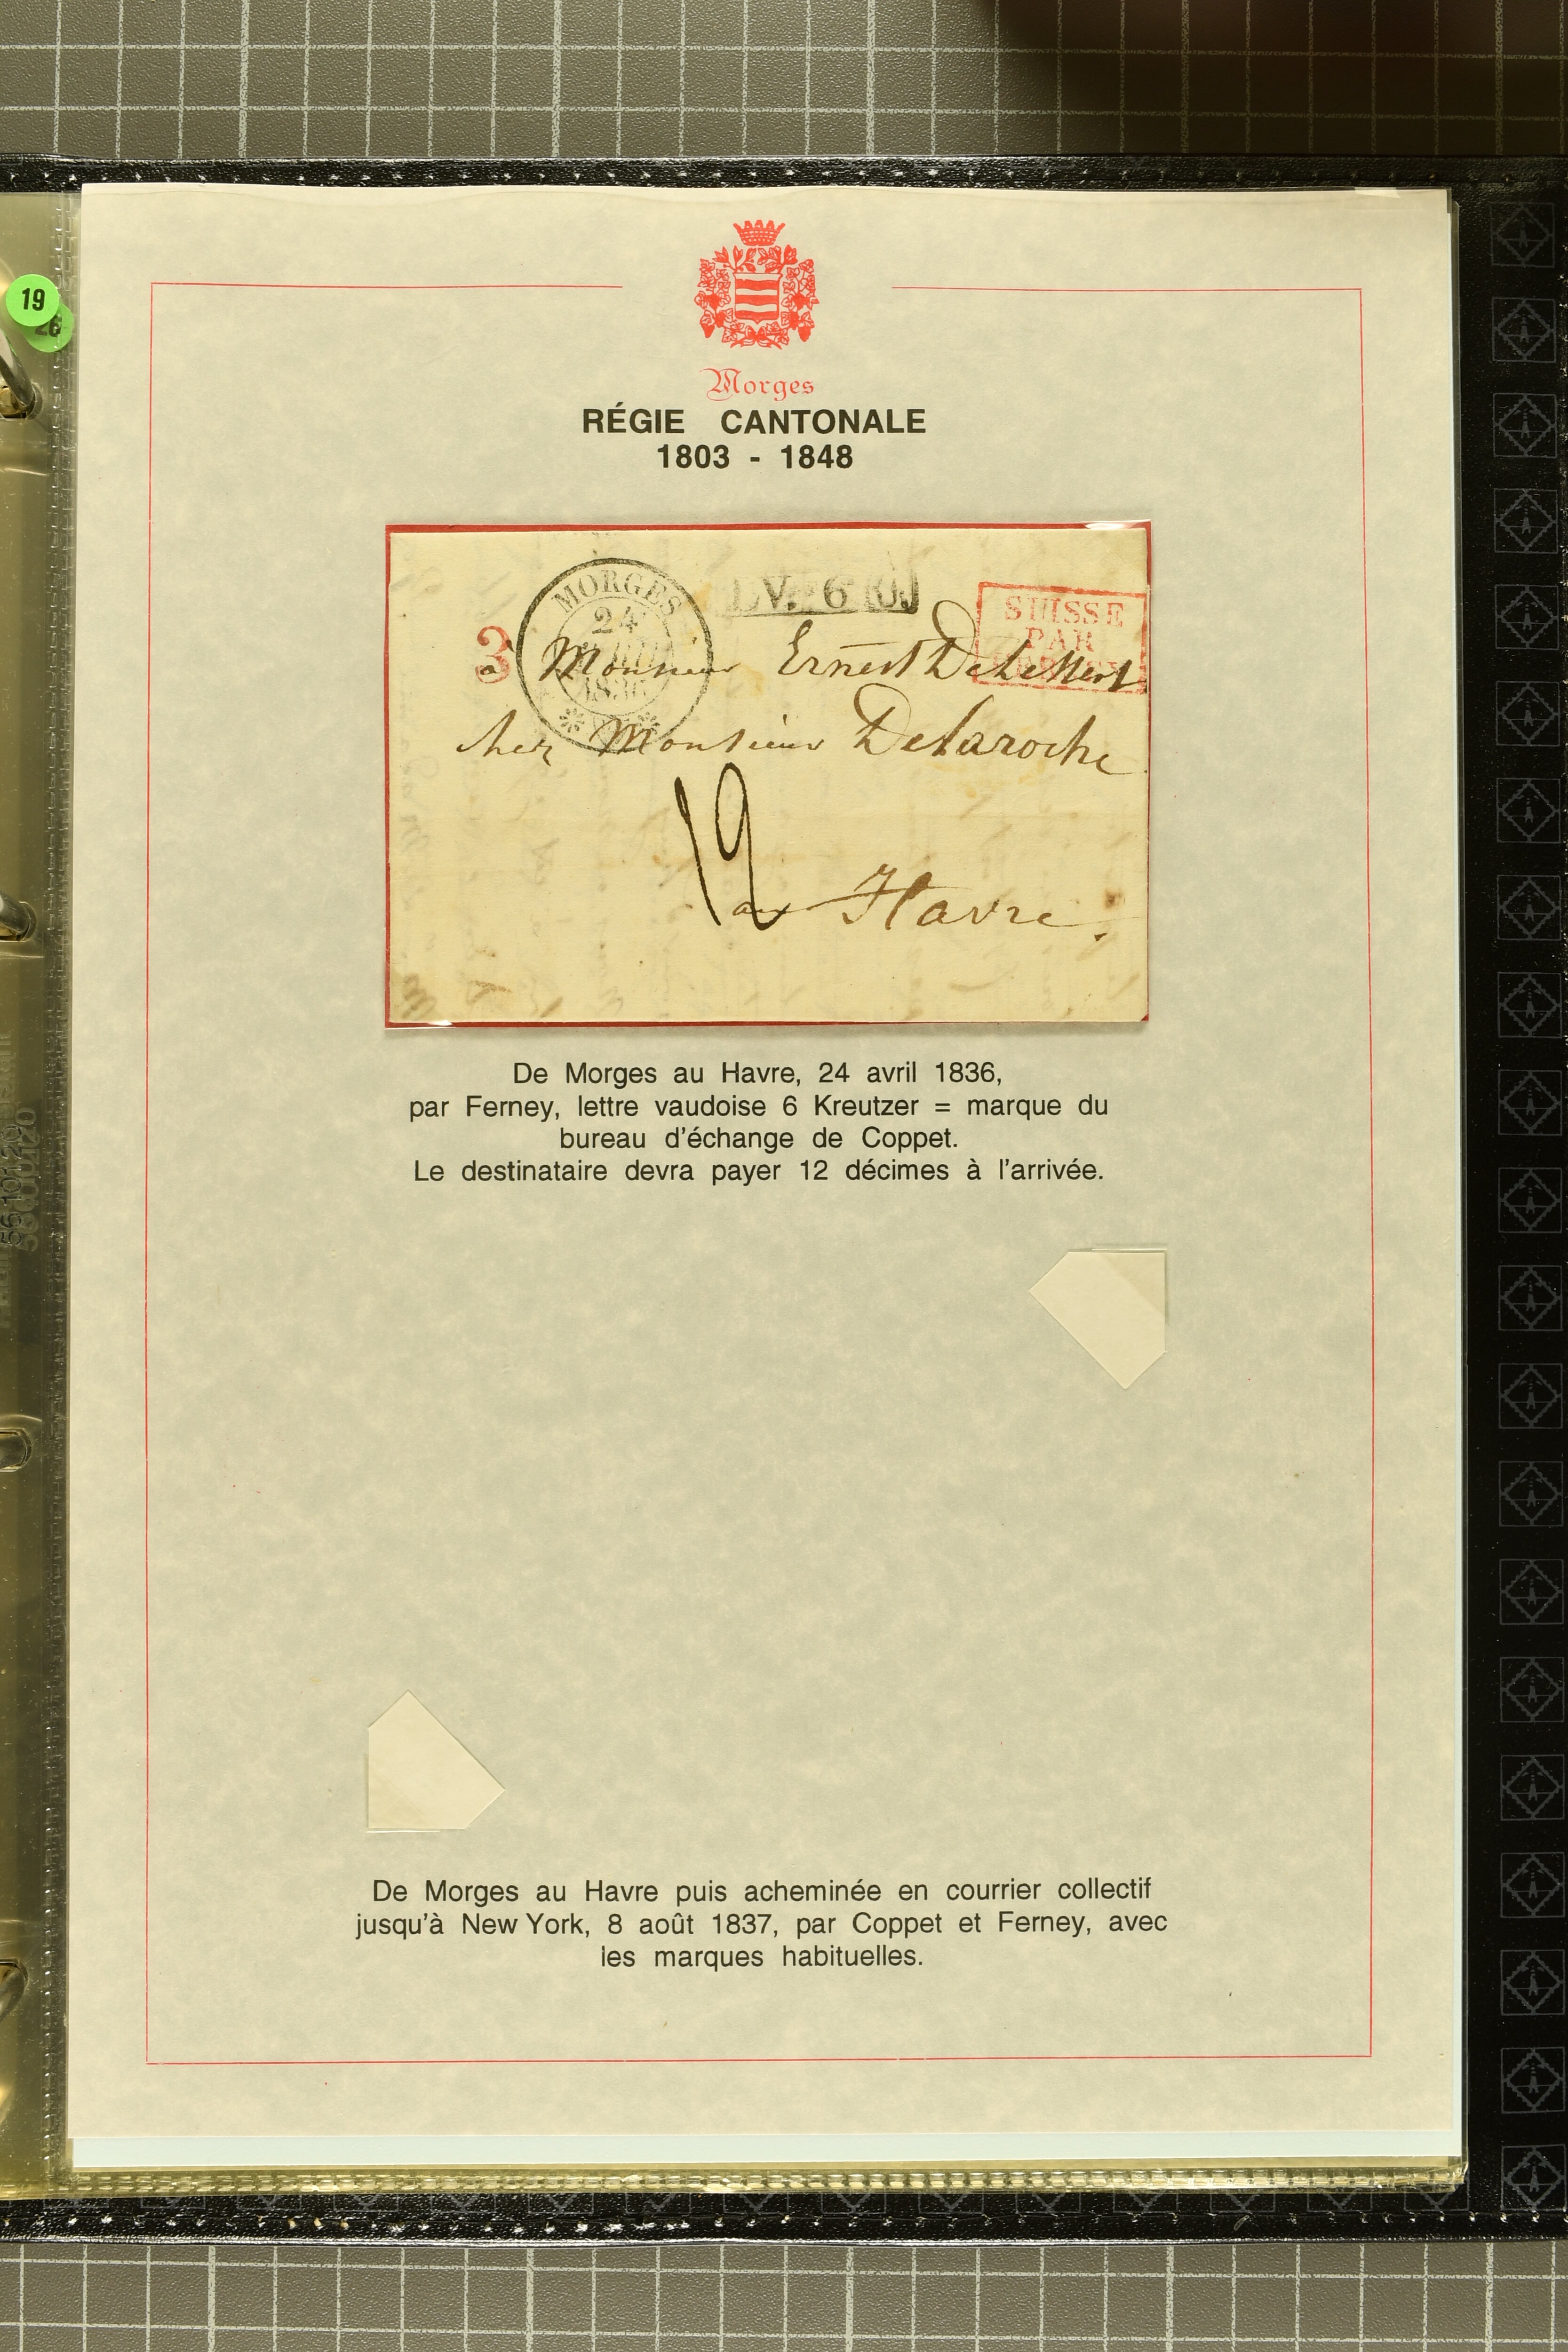 19
26
Morges
RÉGIE CANTONALE
1803 - 1848
MORGES
24
1836
LV. 6 K
3
SUISSE
PAR
à Monsieur Ernest Delessert
chez Monsieur Delaroche
12
au Havre.
De Morges au Havre, 24 avril 1836,
par Ferney, lettre vaudoise 6 Kreutzer = marque du
bureau d'échange de Coppet.
Le destinataire devra payer 12 décimes à l'arrivée.
De Morges au Havre puis acheminée en courrier collectif
jusqu'à New York, 8 août 1837, par Coppet et Ferney, avec
les marques habituelles.